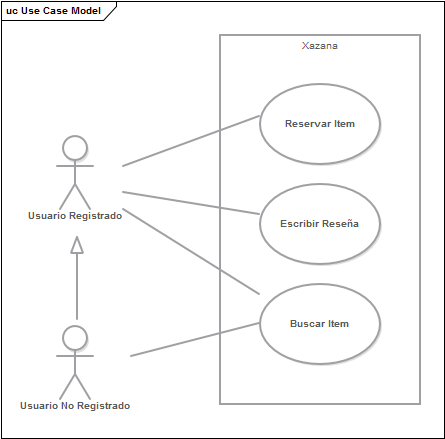 uc Use Case Model
Xazana
Reservar Item
Usuario Registrado
Escribir Reseña
Buscar Item
Usuario No Registrado